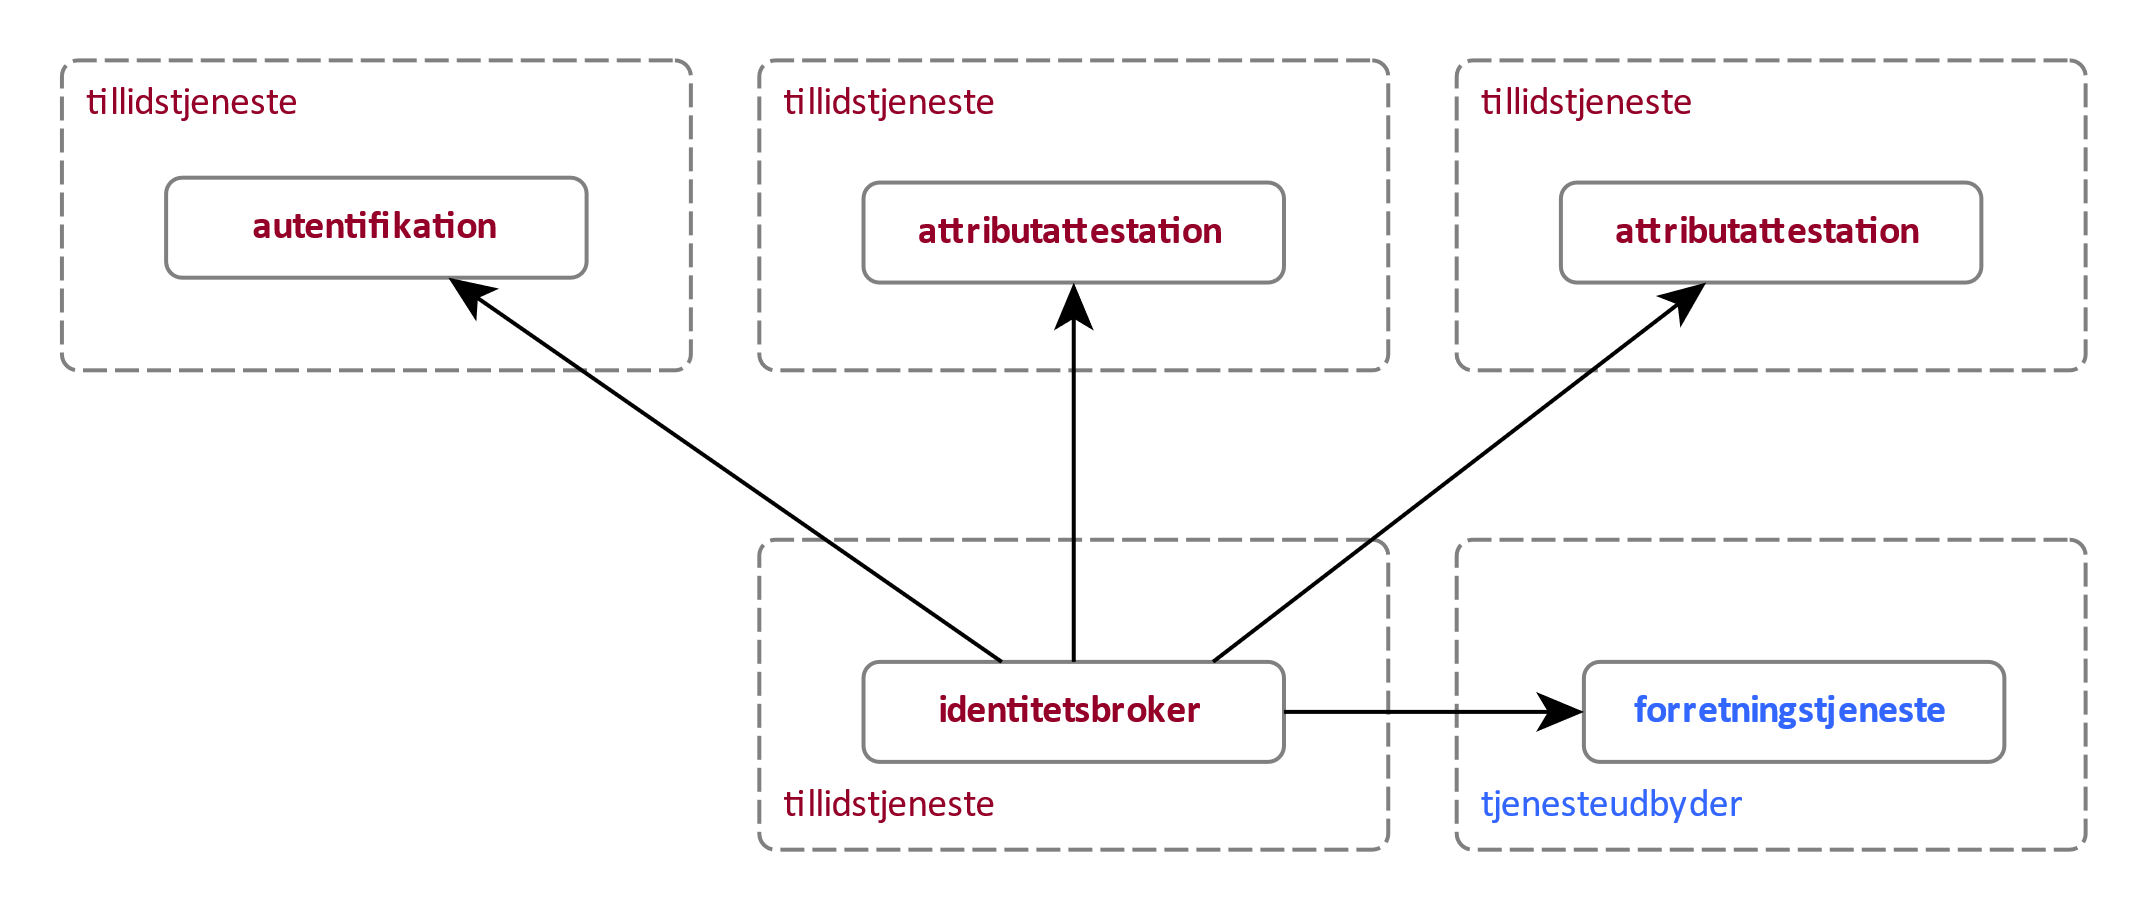 tillidstjeneste
autentifikation
tillidstjeneste
attributattestation
tillidstjeneste
attributattestation
identitetsbroker
tillidstjeneste
forretningstjeneste
tjenesteudbyder